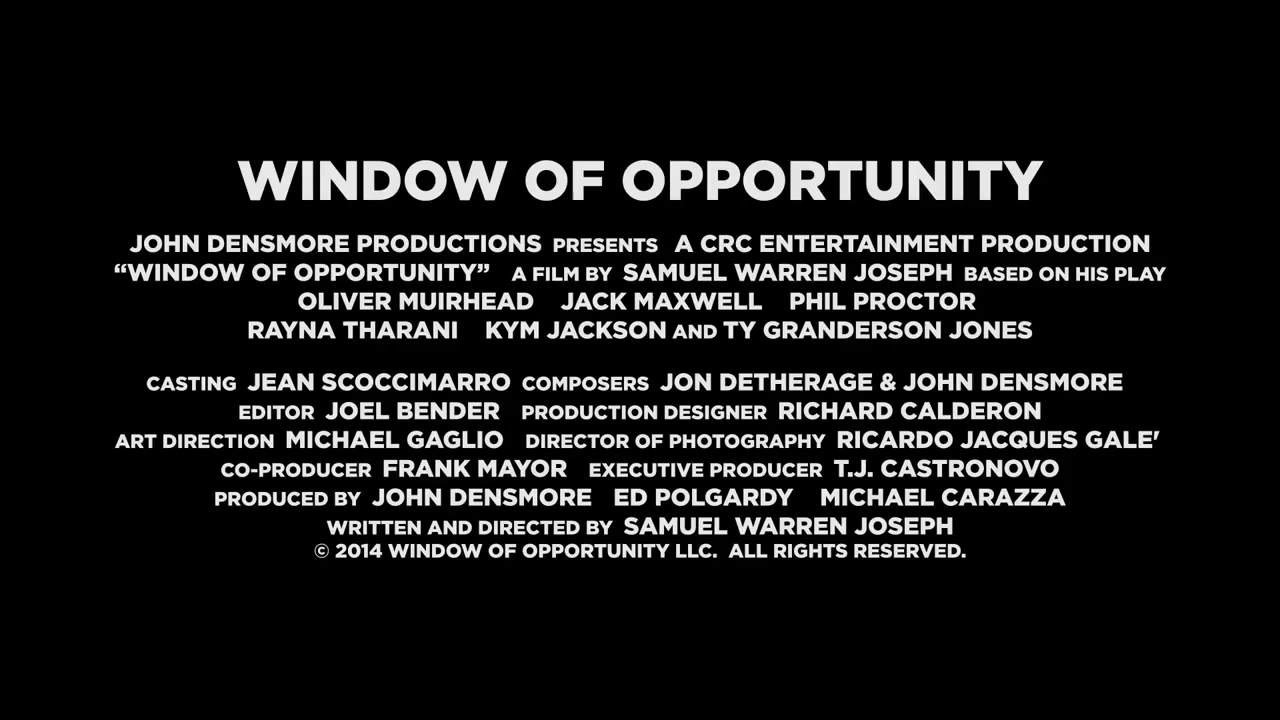 WINDOW OF OPPORTUNITY
JOHN DENSMORE PRODUCTIONS PRESENTS A CRC ENTERTAINMENT PRODUCTION
“WINDOW OF OPPORTUNITY” A FILM BY SAMUEL WARREN JOSEPH BASED ON HIS PLAY
OLIVER MUIRHEAD JACK MAXWELL PHIL PROCTOR
RAYNA THARANI KYM JACKSON AND TY GRANDERSON JONES
CASTING JEAN SCOCCIMARRO COMPOSERS JON DETHERAGE & JOHN DENSMORE
EDITOR JOEL BENDER PRODUCTION DESIGNER RICHARD CALDERON
ART DIRECTION MICHAEL GAGLIO DIRECTOR OF PHOTOGRAPHY RICARDO JACQUES GALE'
CO-PRODUCER FRANK MAYOR EXECUTIVE PRODUCER T.J. CASTRONOVO
PRODUCED BY JOHN DENSMORE ED POLGARDY MICHAEL CARAZZA
WRITTEN AND DIRECTED BY SAMUEL WARREN JOSEPH
© 2014 WINDOW OF OPPORTUNITY LLC. ALL RIGHTS RESERVED.